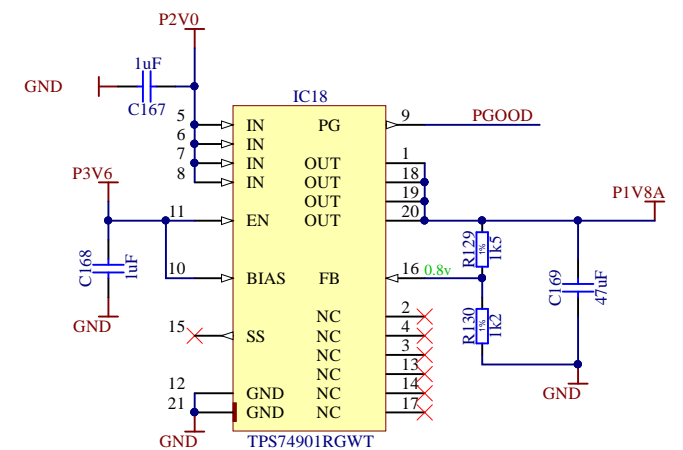 P2V0
1uF
GND
C167
IC18
5 IN PG 9 PGOOD
6 IN
7 IN OUT 1
8 IN OUT 18
OUT 19
P3V6
11 EN OUT 20
P1V8A
R129
1%
1k5
C168
1uF
10 BIAS FB 16 0.8v
C169
47uF
R130
1%
1k2
GND
NC 2
15 SS NC 4
NC 3
NC 13
12 GND NC 14
21 GND NC 17
GND
GND
TPS74901RGWT